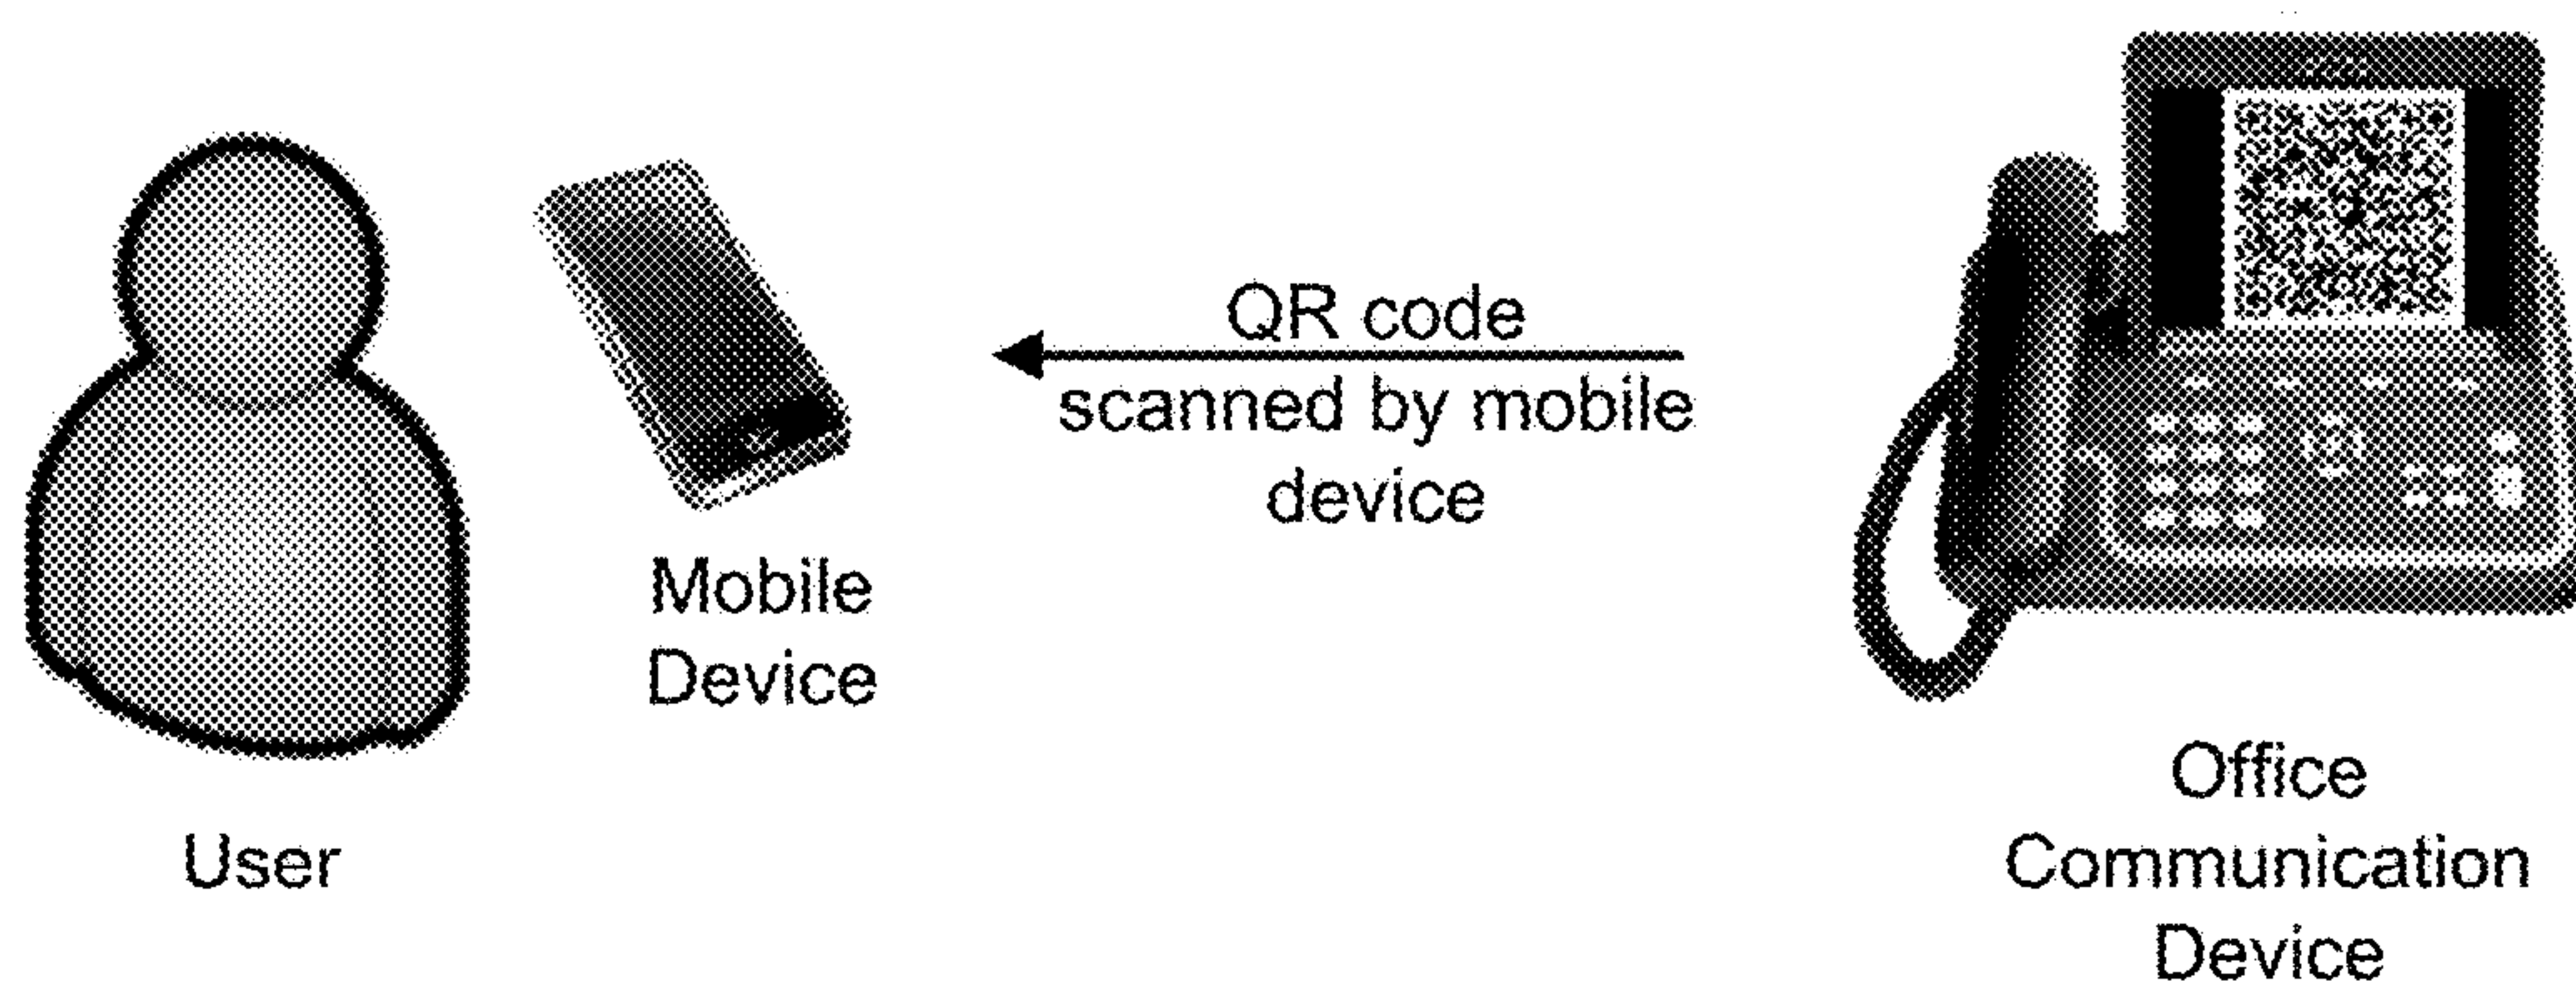 QR code
scanned by mobile
device
Mobile
Device
User
Office
Communication
Device